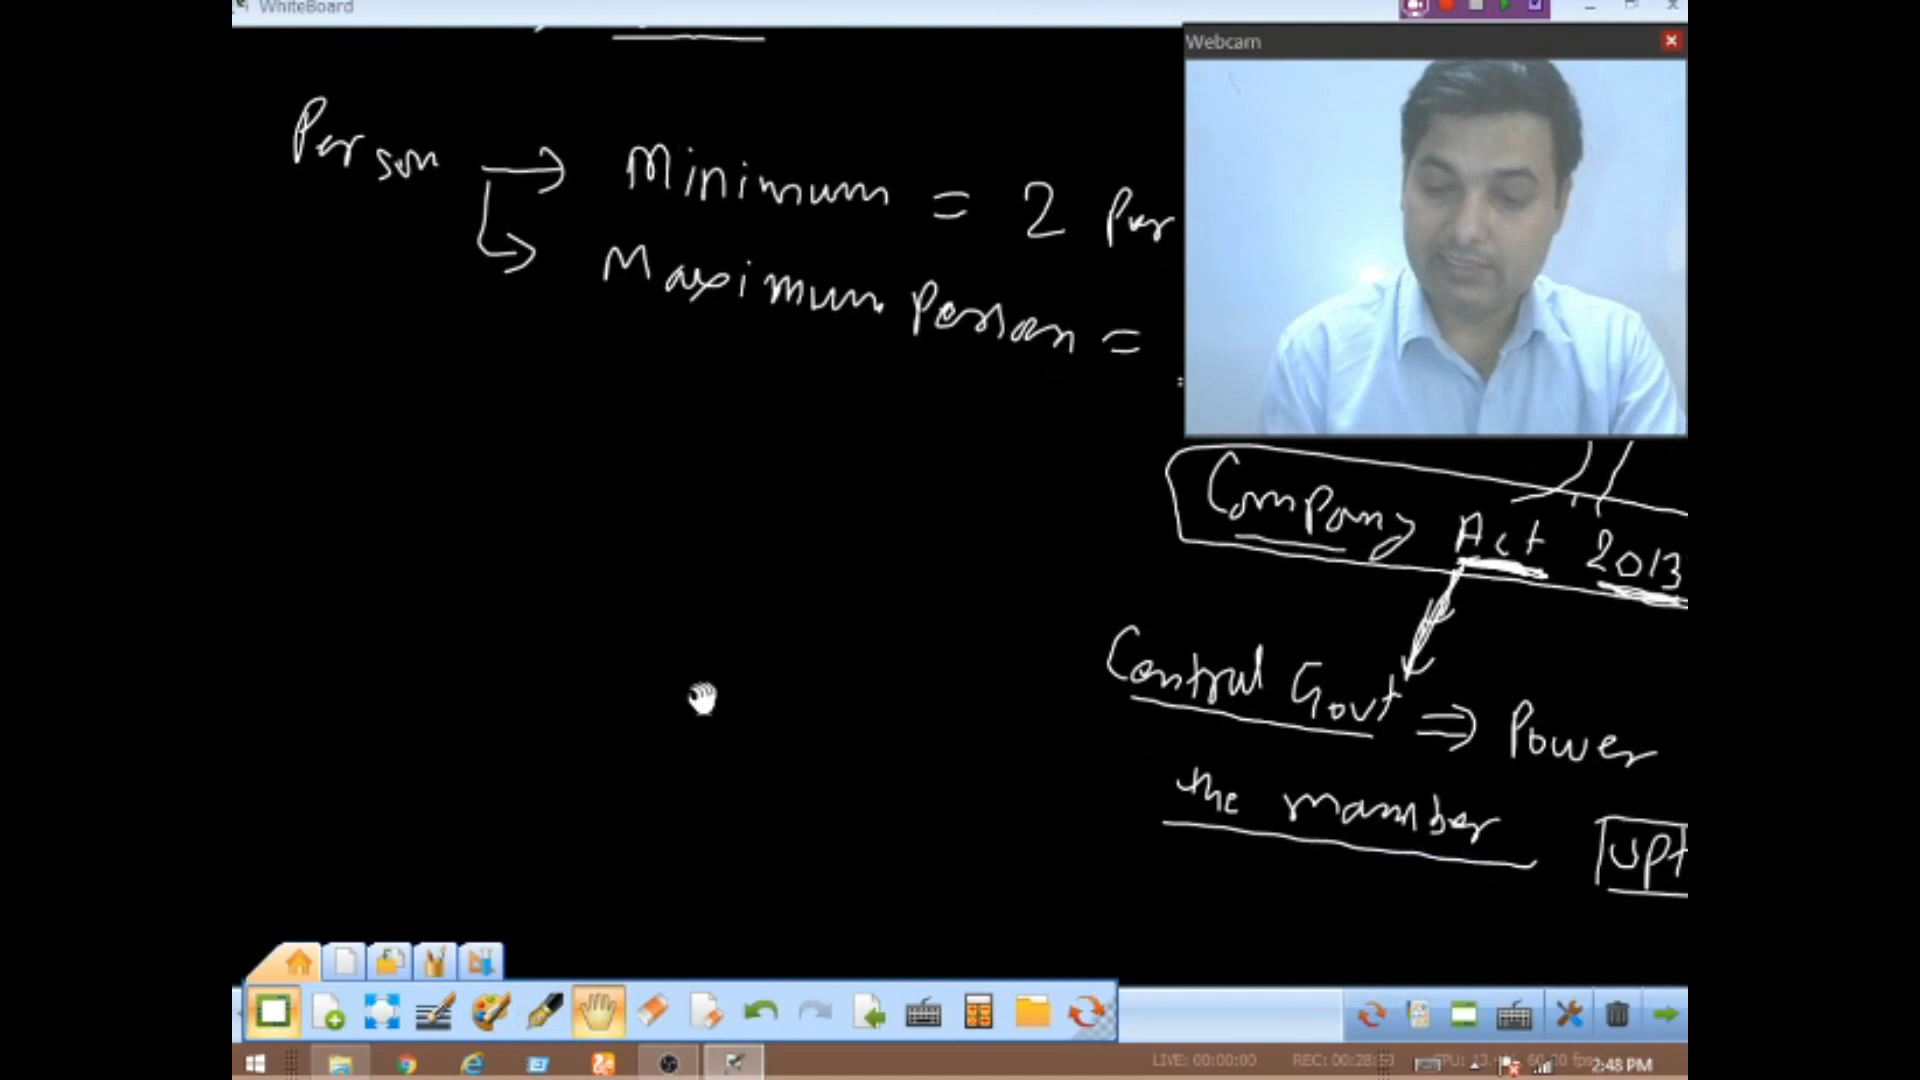 WhiteBoard
Webcam
Person → Minimum = 2 Per
Maximum Person =
Company Act 2013
Central Govt ⇒ Power
the mamber
upt
LIVE: 00:00:00
2:48 PM